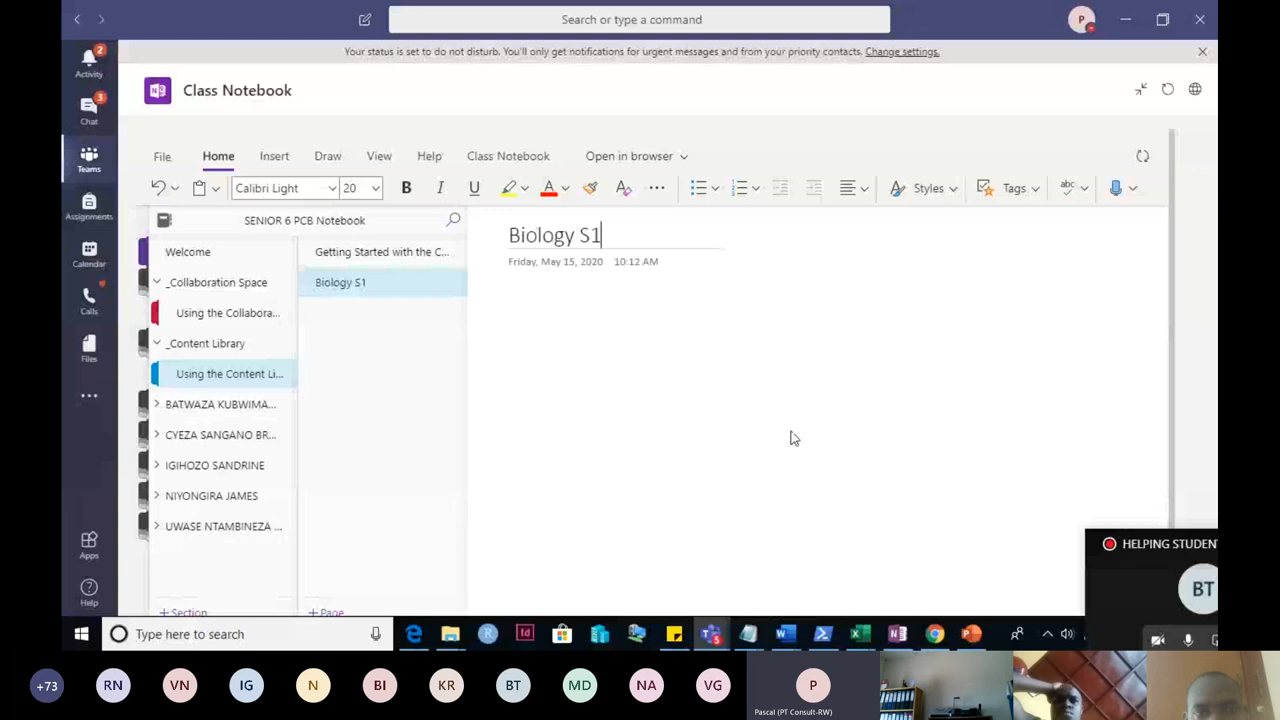 Search or type a command
P
Your status is set to do not disturb. You'll only get notifications for urgent messages and from your priority contacts. Change settings.
2
Activity
3
Chat
Teams
Assignments
Calendar
Calls
Files
Apps
Help
Class Notebook
File Home Insert Draw View Help Class Notebook Open in browser
Calibri Light 20 B I U A A Styles Tags abc
SENIOR 6 PCB Notebook
Welcome
_Collaboration Space
Using the Collabora...
_Content Library
Using the Content Li...
BATWAZA KUBWIMA...
CYEZA SANGANO BR...
IGIHOZO SANDRINE
NIYONGIRA JAMES
UWASE NTAMBINEZA ...
+ Section
Getting Started with the C...
Biology S1
+ Page
Biology S1
Friday, May 15, 2020 10:12 AM
HELPING STUDENT
BT
Type here to search
+73 RN VN IG N BI KR BT MD NA VG P
Pascal (PT Consult-RW)